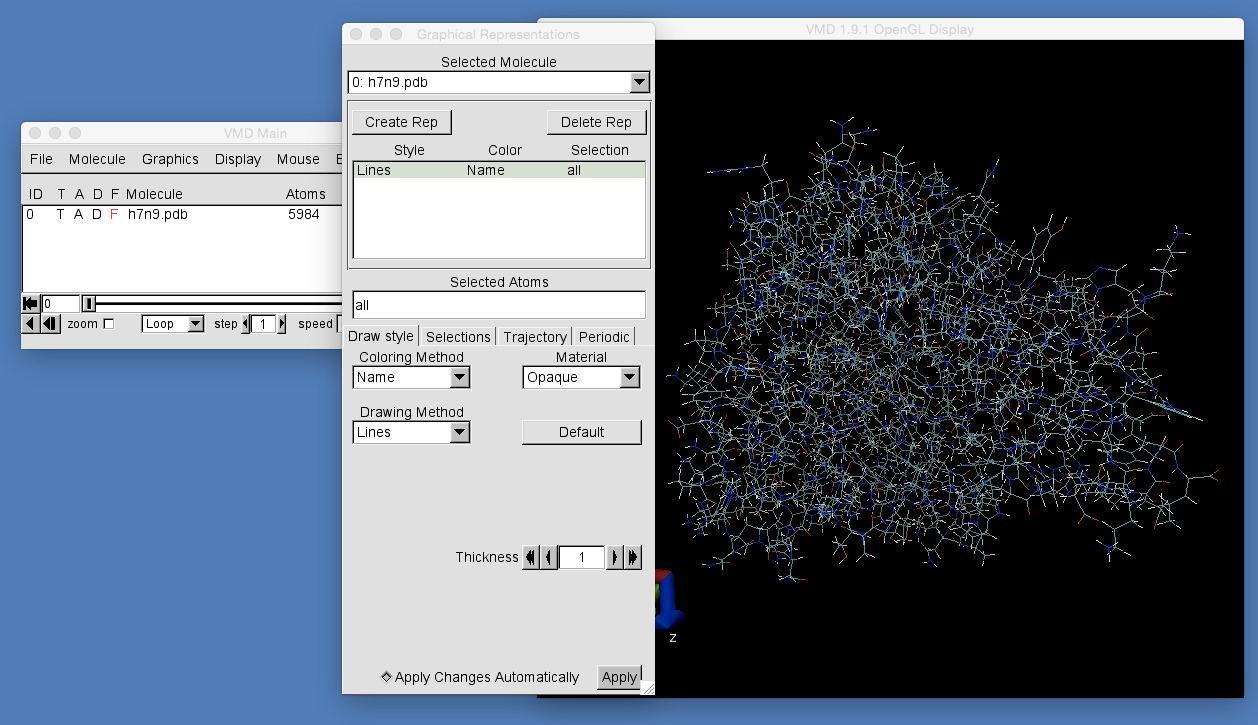 VMD Main
File Molecule Graphics Display Mouse
ID T A D F Molecule Atoms
0 T A D F h7n9.pdb 5984
0
zoom Loop step 1 speed
Graphical Representations
Selected Molecule
0: h7n9.pdb
Create Rep Delete Rep
Style Color Selection
Lines Name all
Selected Atoms
all
Draw style Selections Trajectory Periodic
Coloring Method Material
Name Opaque
Drawing Method
Lines Default
Thickness 1
Apply Changes Automatically Apply
VMD 1.9.1 OpenGL Display
z